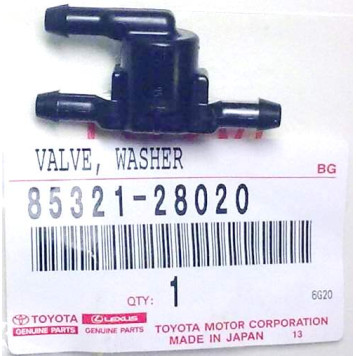 VALVE, WASHER
BG
85321-28020
QTY: 1
6G20
TOYOTA LEXUS
GENUINE PARTS GENUINE PARTS
TOYOTA MOTOR CORPORATION
MADE IN JAPAN 13